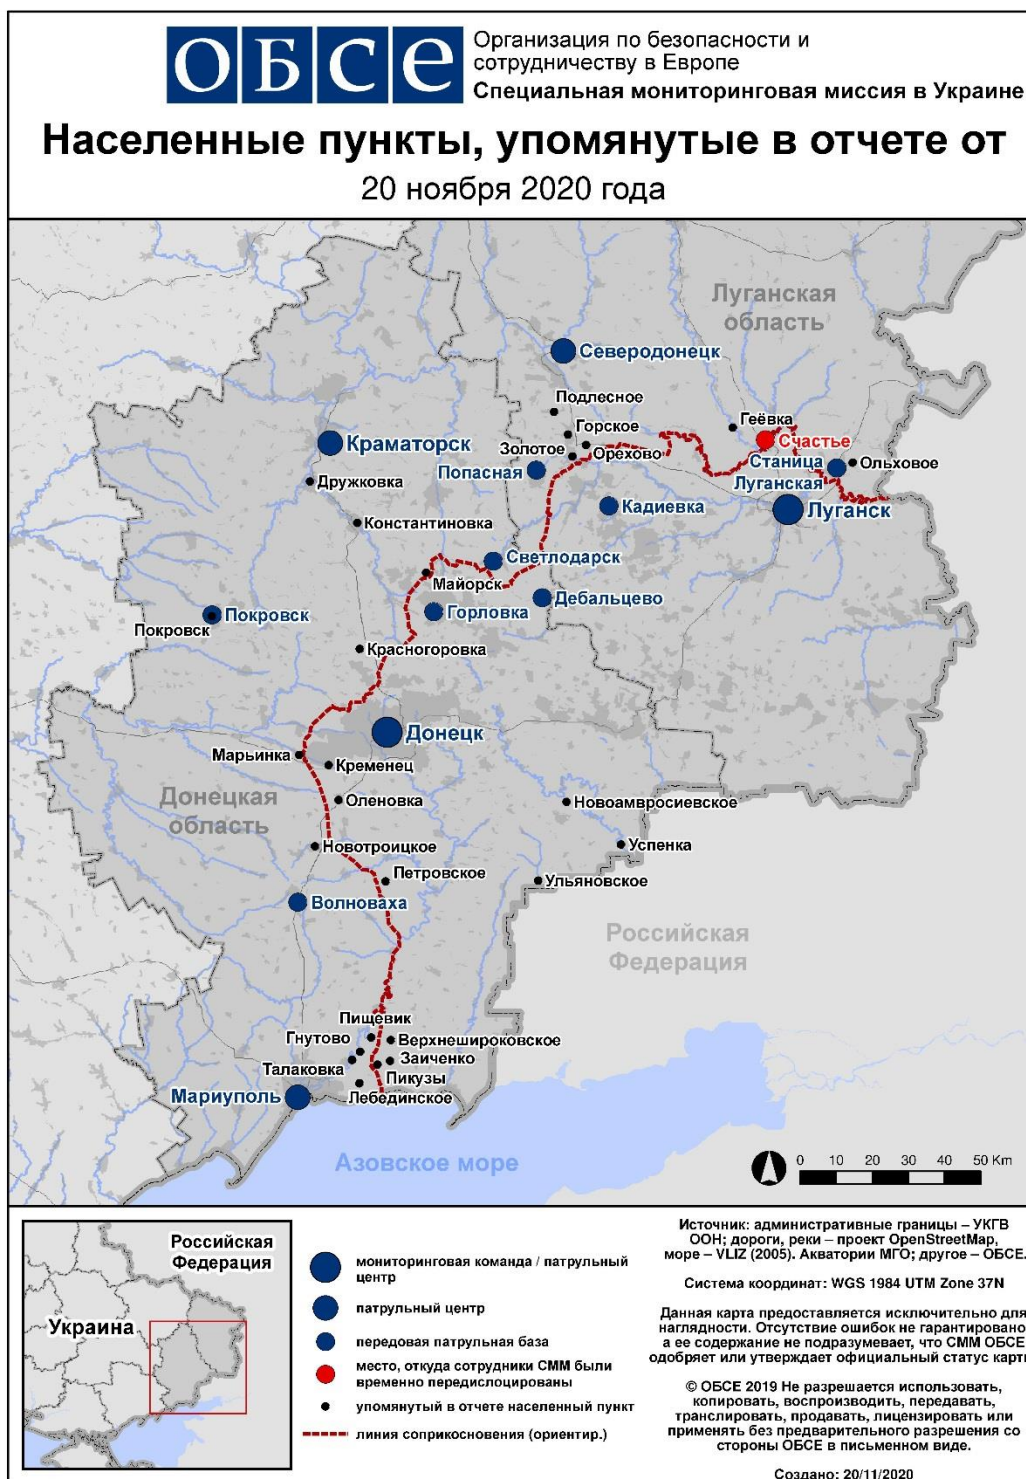 ОБСЕ
Организация по безопасности и
сотрудничеству в Европе
Специальная мониторинговая миссия в Украине
Населенные пункты, упомянутые в отчете от
20 ноября 2020 года
Луганская
область
Северодонецк
Подлесное
Геёвка
Горское
Счастье
Краматорск
Золотое
Орехово
Станица
Луганская
Ольховое
Попасная
Дружковка
Кадиевка
Луганск
Константиновка
Светлодарск
Майорск
Дебальцево
Горловка
Покровск
Покровск
Красногоровка
Донецк
Марьинка
Кременец
Донецкая
область
Оленовка
Новоамвросиевское
Новотроицкое
Успенка
Петровское
Ульяновское
Волноваха
Российская
Федерация
Пищевик
Гнутово
Верхнешироковское
Талаковка
Заиченко
Пикузы
Мариуполь
Лебединское
Азовское море
0 10 20 30 40 50 Km
Российская
Федерация
Украина
мониторинговая команда / патрульный
центр
патрульный центр
передовая патрульная база
место, откуда сотрудники СММ были
временно передислоцированы
упомянутый в отчете населенный пункт
линия соприкосновения (ориентир.)
Источник: административные границы – УКГВ
ООН; дороги, реки – проект OpenStreetMap,
море – VLIZ (2005). Акватории МГО; другое – ОБСЕ.
Система координат: WGS 1984 UTM Zone 37N
Данная карта предоставляется исключительно для
наглядности. Отсутствие ошибок не гарантировано,
а ее содержание не подразумевает, что СММ ОБСЕ
одобряет или утверждает официальный статус карты
© ОБСЕ 2019 Не разрешается использовать,
копировать, воспроизводить, передавать,
транслировать, продавать, лицензировать или
применять без предварительного разрешения со
стороны ОБСЕ в письменном виде.
Создано: 20/11/2020